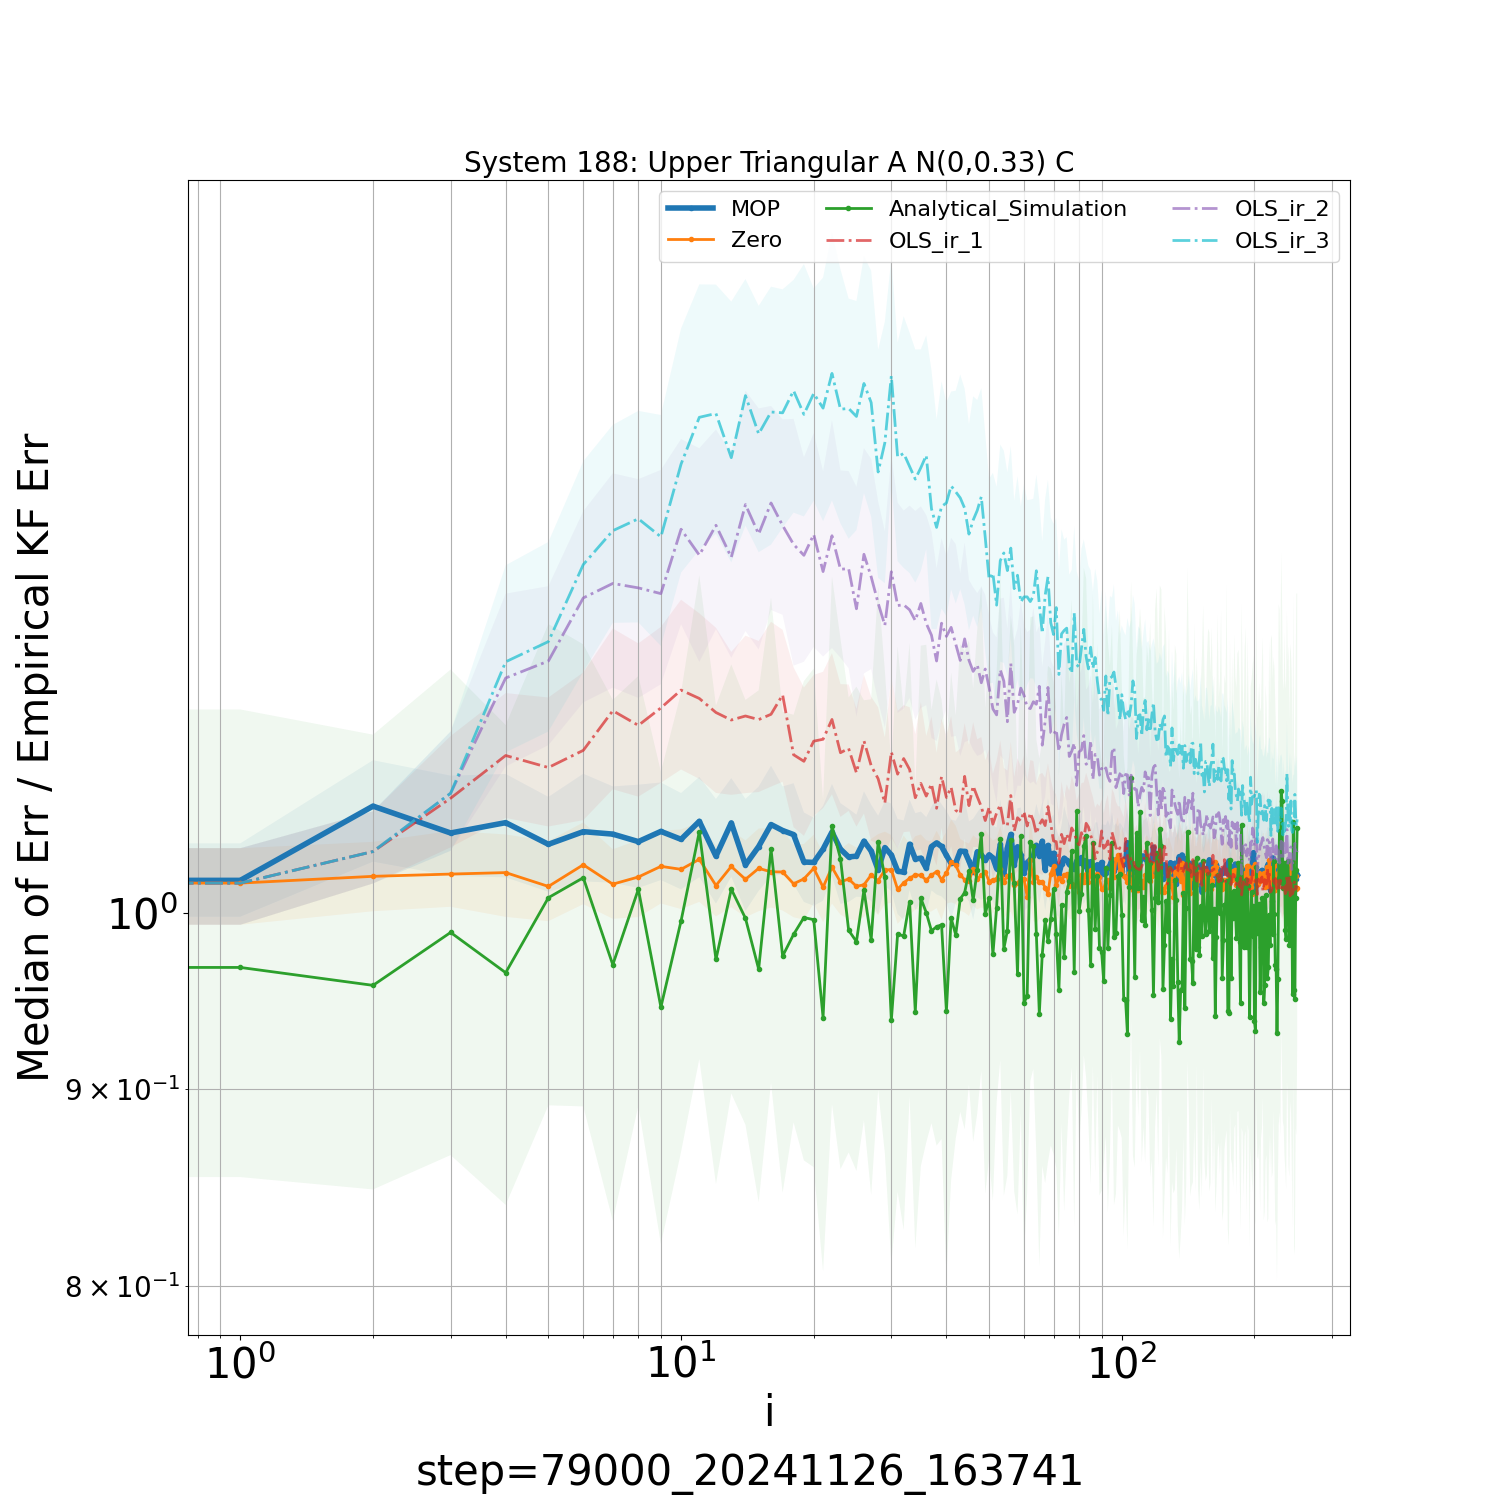 System 188: Upper Triangular A N(0,0.33) C
MOP
Zero
Analytical_Simulation
OLS_ir_1
OLS_ir_2
OLS_ir_3
Median of Err / Empirical KF Err
10⁰
9 × 10⁻¹
8 × 10⁻¹
10⁰
10¹
10²
i
step=79000_20241126_163741